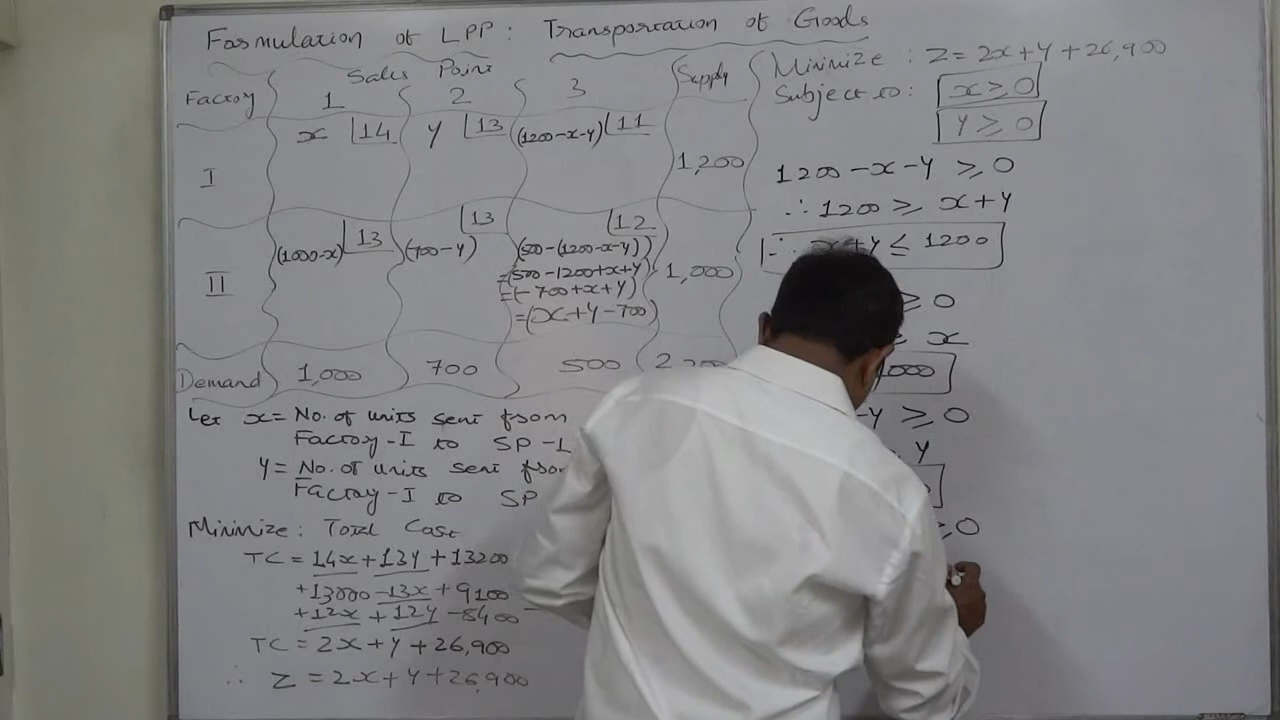 Formulation of LPP: Transportation of Goods
Sales Point
Factory 1 2 3 Supply
I x 14 y 13 (1200-x-y) 11 1,200
II (1000-x) 13 (700-y) 13 12 1,000
(500-(1200-x-y))
=(500-1200+x+y)
=(-700+x+y)
=(x+y-700)
Demand 1,000 700 500
Let x = No. of units sent from
Factory-I to SP-1
y = No. of units sent from
Factory-I to SP
Minimize: Total Cost
TC = 14x+13y+13200
+13000-13x+9100
+12x+12y-8400
TC = 2x+y+26,900
∴ Z = 2x+y+26,900
Minimize: Z = 2x+y+26,900
Subject to: x ≥ 0
y ≥ 0
1200-x-y ≥ 0
∴ 1200 ≥ x+y
∴ x+y ≤ 1200
≥ 0
≥ x
1000
-y ≥ 0
y
≥ 0